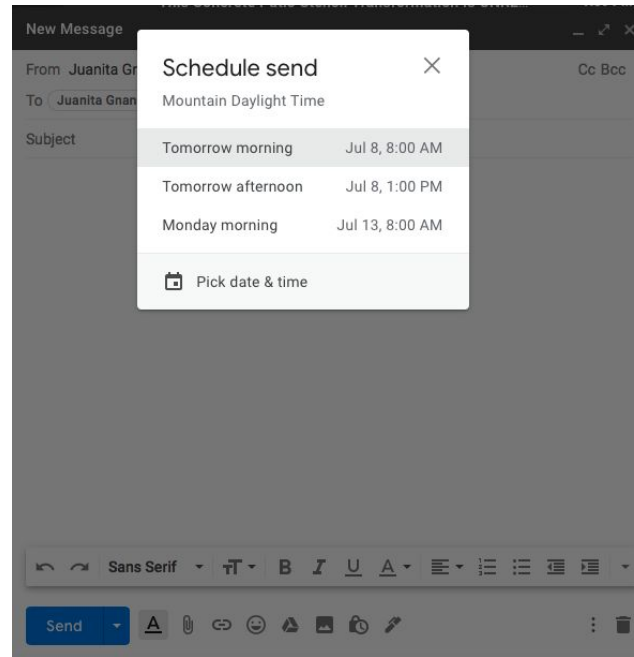 New Message
From Juanita Gr
Cc Bcc
To Juanita Gnan
Subject
Schedule send
Mountain Daylight Time
Tomorrow morning Jul 8, 8:00 AM
Tomorrow afternoon Jul 8, 1:00 PM
Monday morning Jul 13, 8:00 AM
Pick date & time
Sans Serif
Send